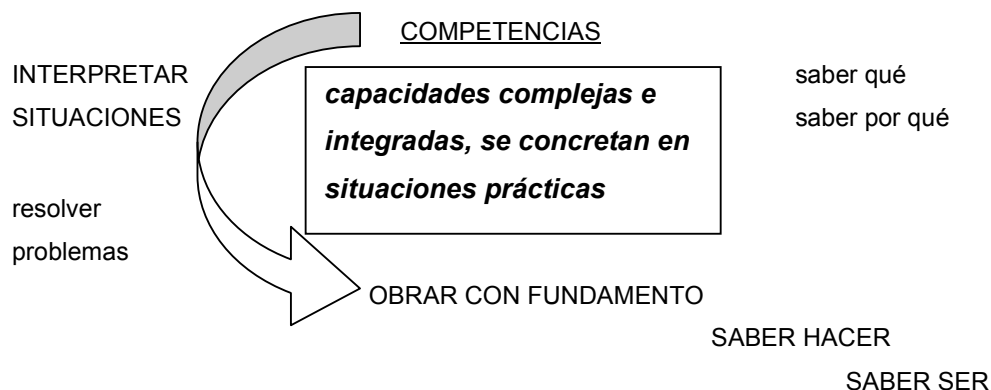 COMPETENCIAS
INTERPRETAR
SITUACIONES
capacidades complejas e
integradas, se concretan en
situaciones prácticas
saber qué
saber por qué
resolver
problemas
OBRAR CON FUNDAMENTO
SABER HACER
SABER SER